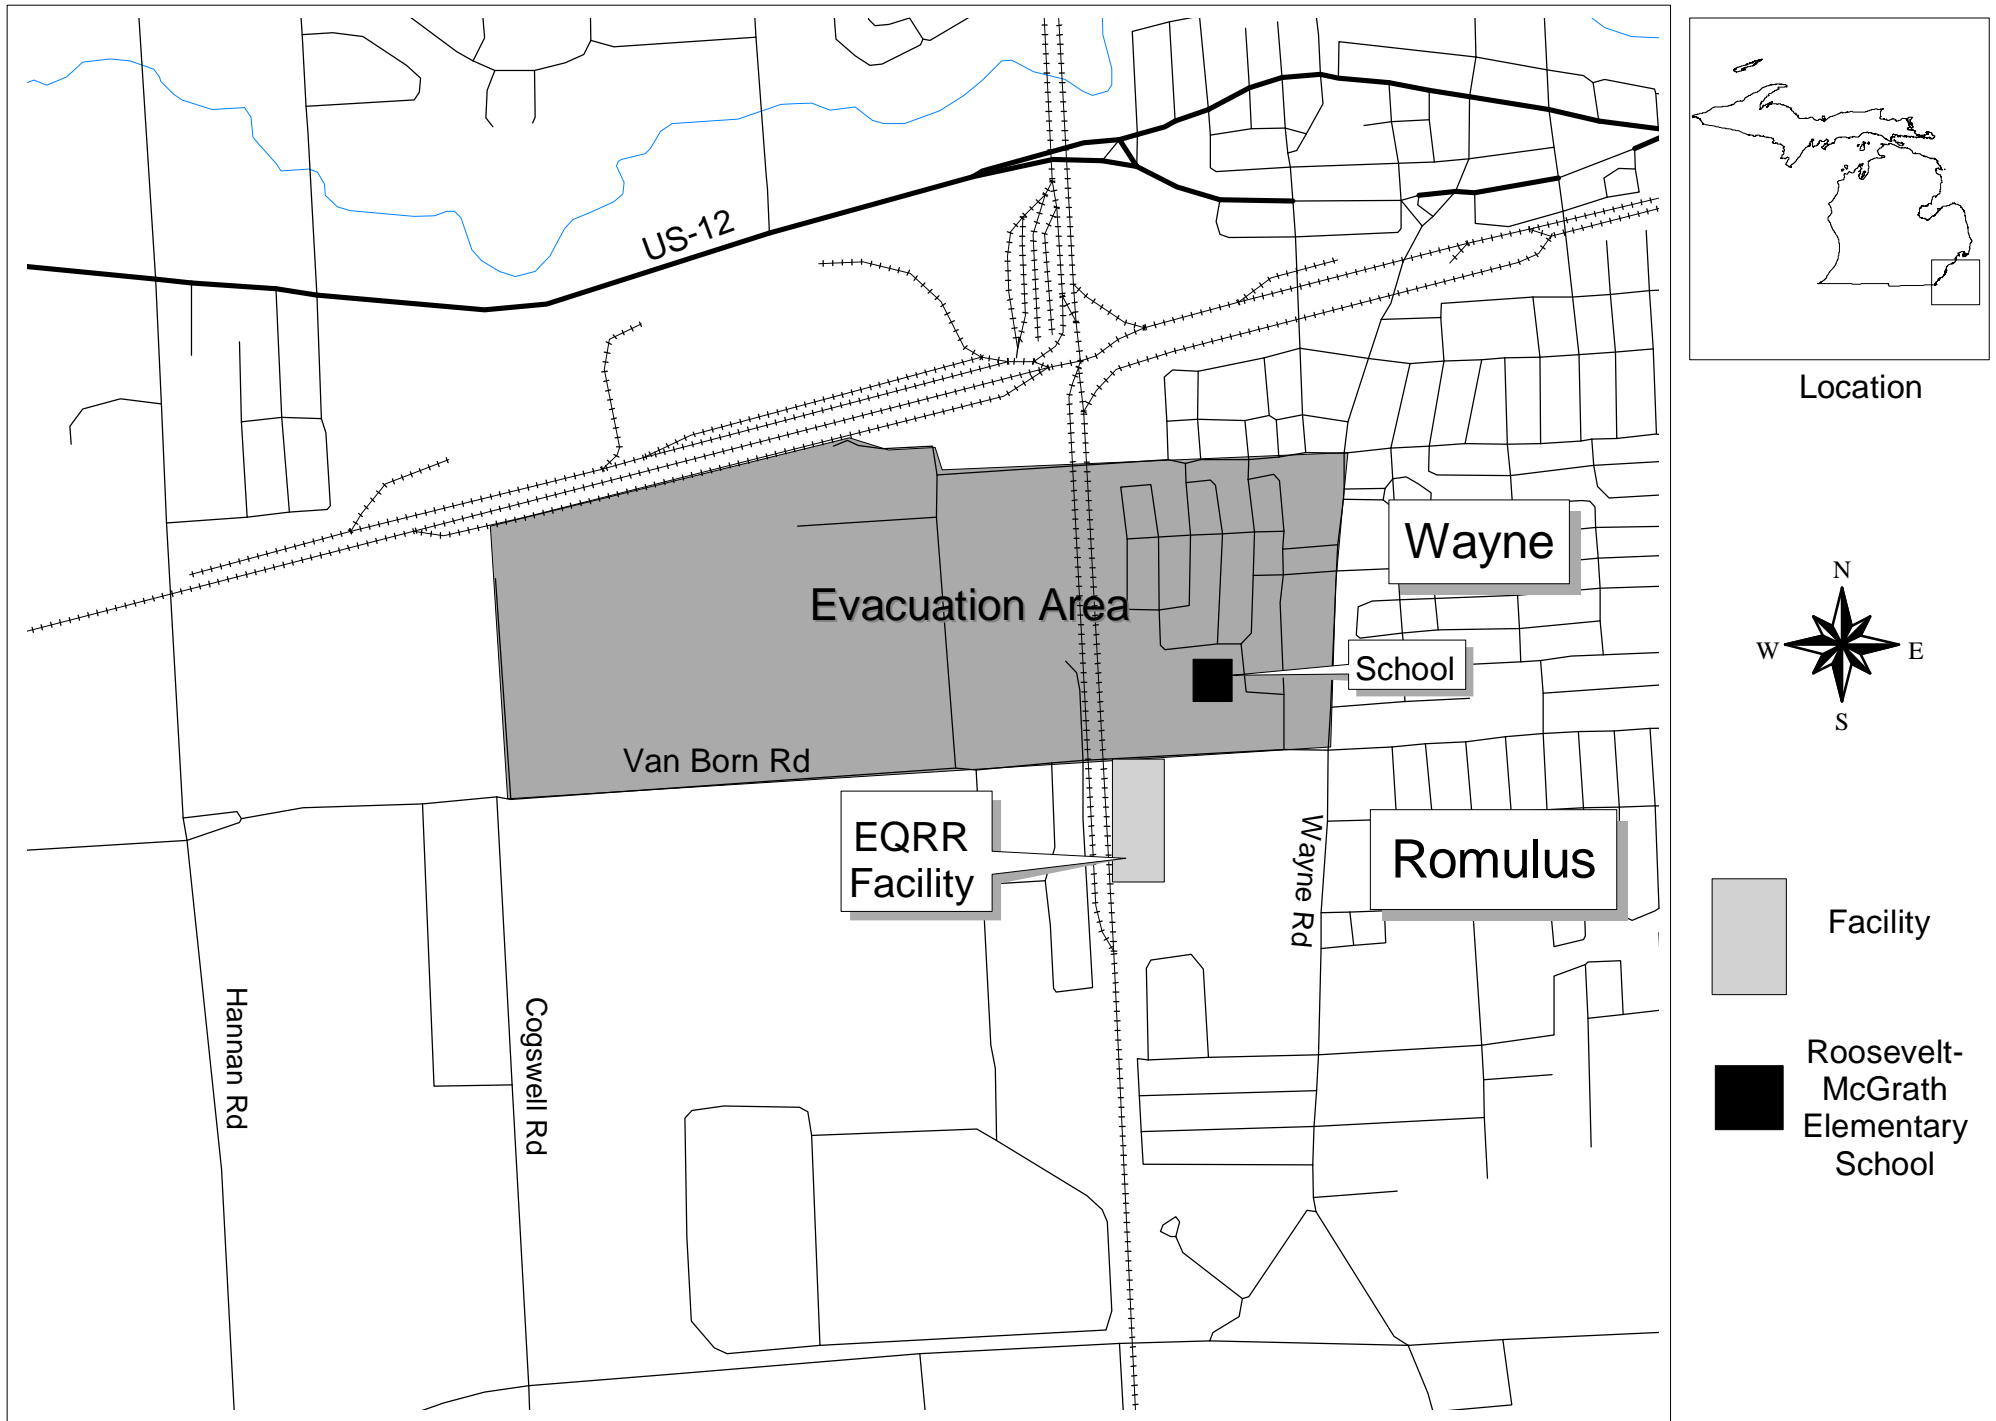 US-12
Evacuation Area
Wayne
School
Van Born Rd
EQRR
Facility
Romulus
Wayne Rd
Hannan Rd
Cogswell Rd
Location
N
W
E
S
Facility
Roosevelt-
McGrath
Elementary
School